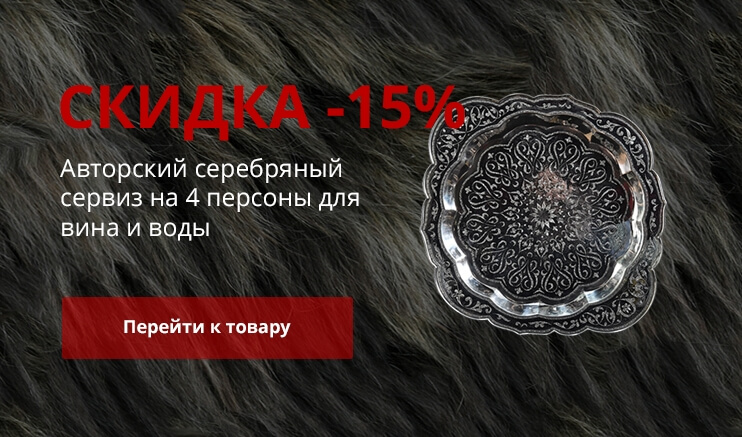 СКИДКА -15%
Авторский серебряный
сервиз на 4 персоны для
вина и воды
Перейти к товару